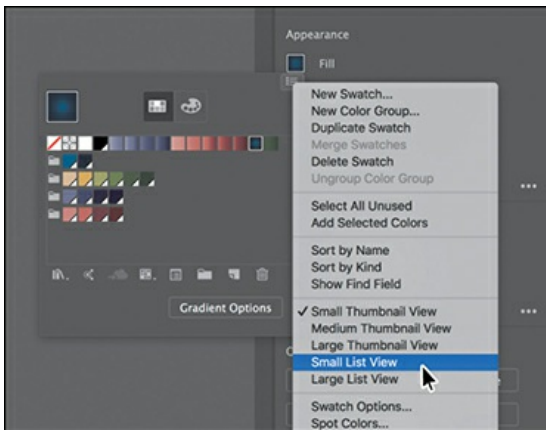 Appearance
Fill
New Swatch...
New Color Group...
Duplicate Swatch
Merge Swatches
Delete Swatch
Ungroup Color Group
Select All Unused
Add Selected Colors
Sort by Name
Sort by Kind
Show Find Field
✓ Small Thumbnail View
Medium Thumbnail View
Large Thumbnail View
Small List View
Large List View
Swatch Options...
Spot Colors...
Gradient Options